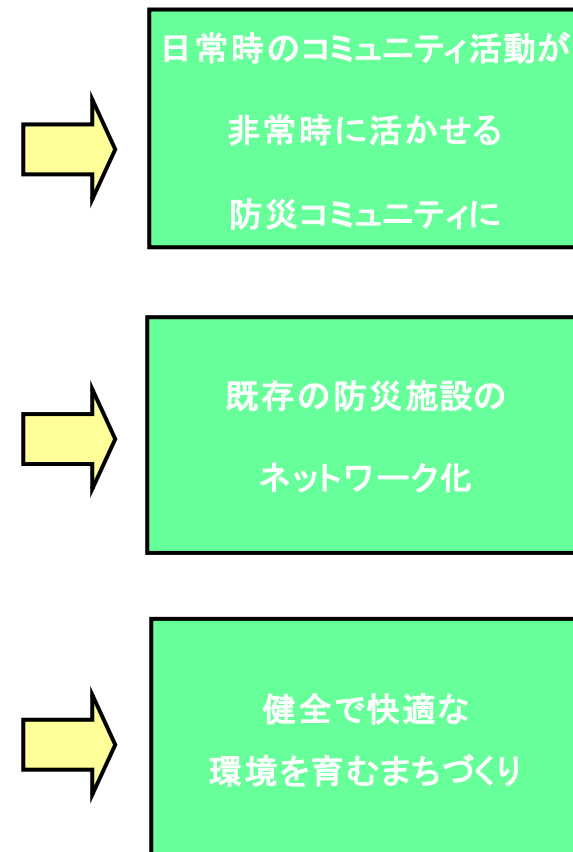 日常時のコミュニティ活動が
非常時に活かせる
防災コミュニティに
既存の防災施設の
ネットワーク化
健全で快適な
環境を育むまちづくり